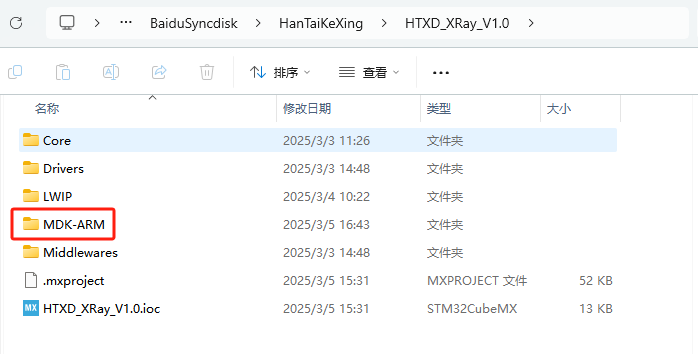 BaiduSyncdisk > HanTaiKeXing > HTXD_XRay_V1.0 >
排序 查看 ...
名称 修改日期 类型 大小
Core 2025/3/3 11:26 文件夹
Drivers 2025/3/3 14:48 文件夹
LWIP 2025/3/4 10:22 文件夹
MDK-ARM 2025/3/5 16:43 文件夹
Middlewares 2025/3/3 14:48 文件夹
.mxproject 2025/3/5 15:31 MXPROJECT 文件 52 KB
MX HTXD_XRay_V1.0.ioc 2025/3/5 15:31 STM32CubeMX 13 KB